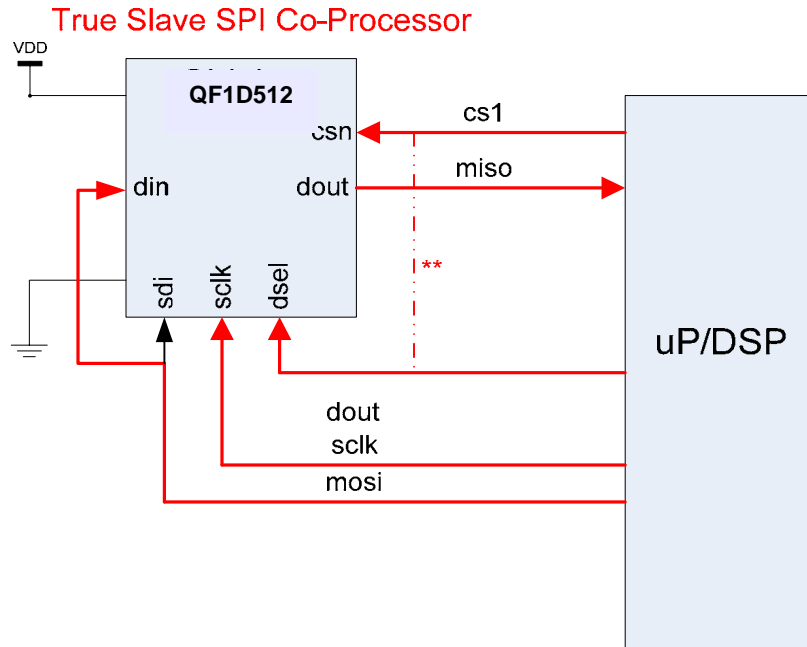 True Slave SPI Co-Processor
VDD
QF1D512
csn
cs1
din
dout
miso
**
sdi
sclk
dsel
uP/DSP
dout
sclk
mosi